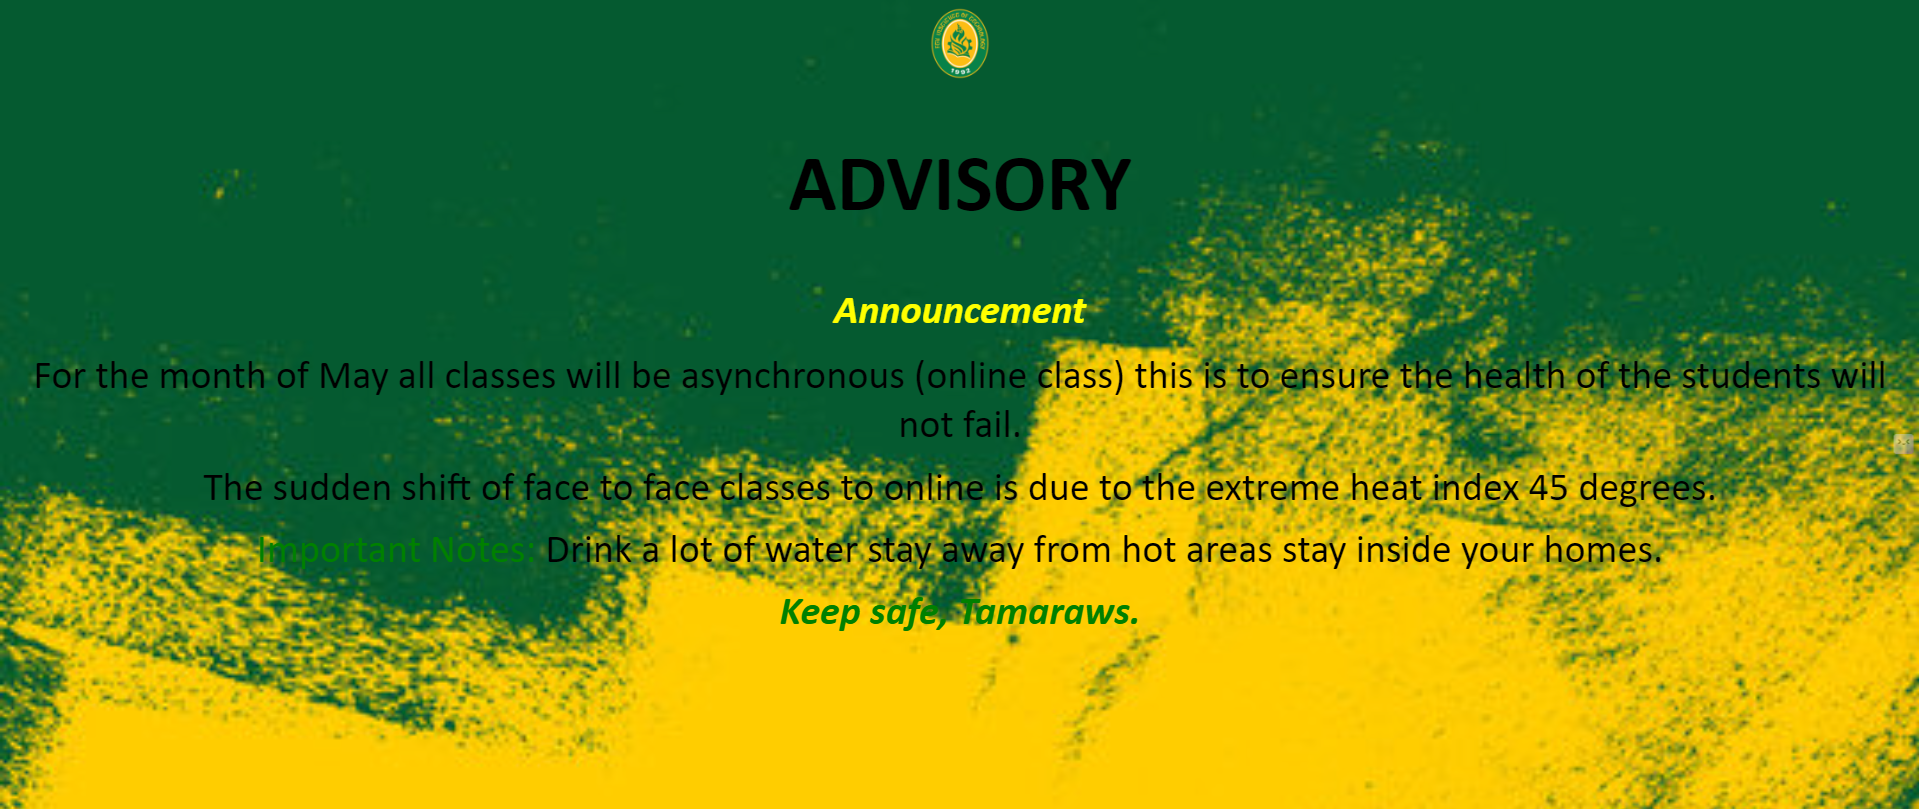 1992
ADVISORY
Announcement
For the month of May all classes will be asynchronous (online class) this is to ensure the health of the students will
not fail.
The sudden shift of face to face classes to online is due to the extreme heat index 45 degrees.
Important Notes: Drink a lot of water stay away from hot areas stay inside your homes.
Keep safe, Tamaraws.